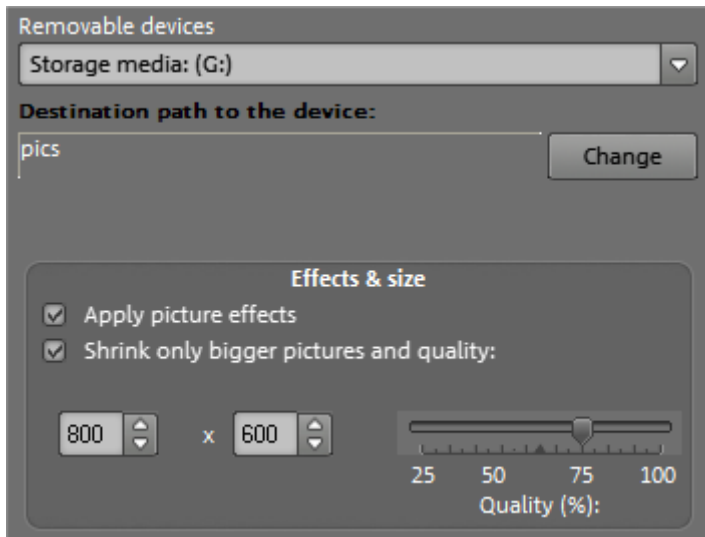 Removable devices
Storage media: (G:)
Destination path to the device:
pics
Change
Effects & size
Apply picture effects
Shrink only bigger pictures and quality:
800 x 600
25 50 75 100
Quality (%):